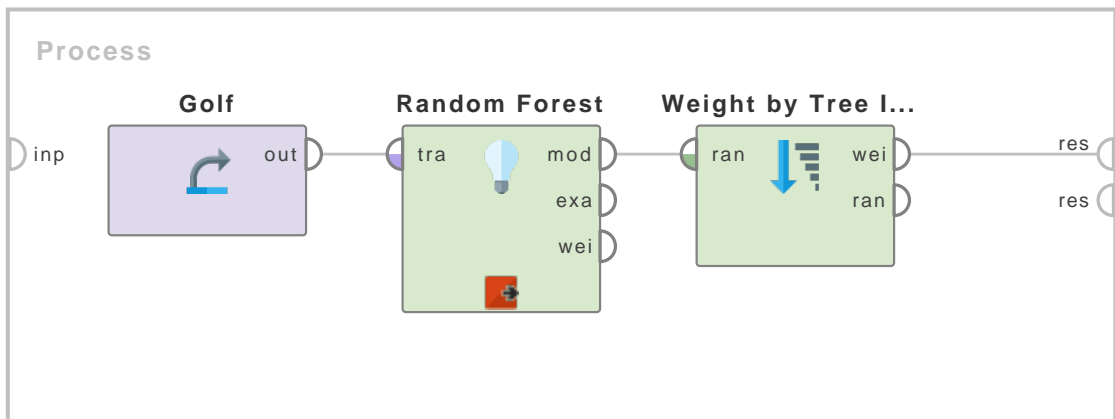 Process
Golf
Random Forest
Weight by Tree I...
inp
out
tra
mod
exa
wei
ran
wei
ran
res
res